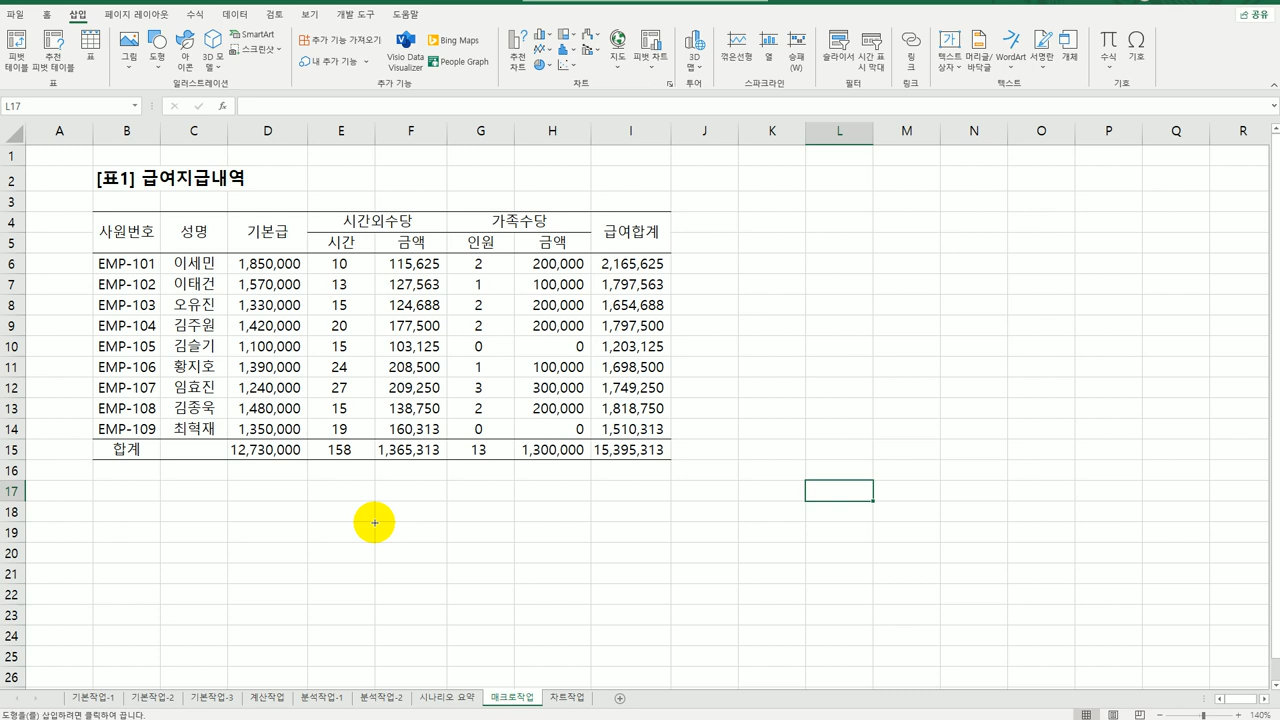 파일 홈 삽입 페이지 레이아웃 수식 데이터 검토 보기 개발 도구 도움말 공유
피벗 테이블 추천 피벗 테이블 표 그림 도형 아이콘 3D 모델 SmartArt 스크린샷 추가 기능 가져오기 내 추가 기능 Visio Data Visualizer Bing Maps People Graph 추천 차트 지도 피벗 차트 3D 맵 꺾은선형 열 승패 (W) 슬라이서 시간 표시 막대 링크 텍스트 상자 머리글/바닥글 WordArt 서명란 개체 수식 기호
표 일러스트레이션 추가 기능 차트 투어 스파크라인 필터 링크 텍스트 기호
L17 fx
A B C D E F G H I J K L M N O P Q R
1
2 [표1] 급여지급내역
3
4 사원번호 성명 기본급 시간외수당 가족수당 급여합계
5 시간 금액 인원 금액
6 EMP-101 이세민 1,850,000 10 115,625 2 200,000 2,165,625
7 EMP-102 이태건 1,570,000 13 127,563 1 100,000 1,797,563
8 EMP-103 오유진 1,330,000 15 124,688 2 200,000 1,654,688
9 EMP-104 김주원 1,420,000 20 177,500 2 200,000 1,797,500
10 EMP-105 김슬기 1,100,000 15 103,125 0 0 1,203,125
11 EMP-106 황지호 1,390,000 24 208,500 1 100,000 1,698,500
12 EMP-107 임효진 1,240,000 27 209,250 3 300,000 1,749,250
13 EMP-108 김종욱 1,480,000 15 138,750 2 200,000 1,818,750
14 EMP-109 최혁재 1,350,000 19 160,313 0 0 1,510,313
15 합계 12,730,000 158 1,365,313 13 1,300,000 15,395,313
16
17
18
19
20
21
22
23
24
25
26
기본작업-1 기본작업-2 기본작업-3 계산작업 분석작업-1 분석작업-2 시나리오 요약 매크로작업 차트작업
도형을(를) 삽입하려면 클릭하여 끕니다. 140%